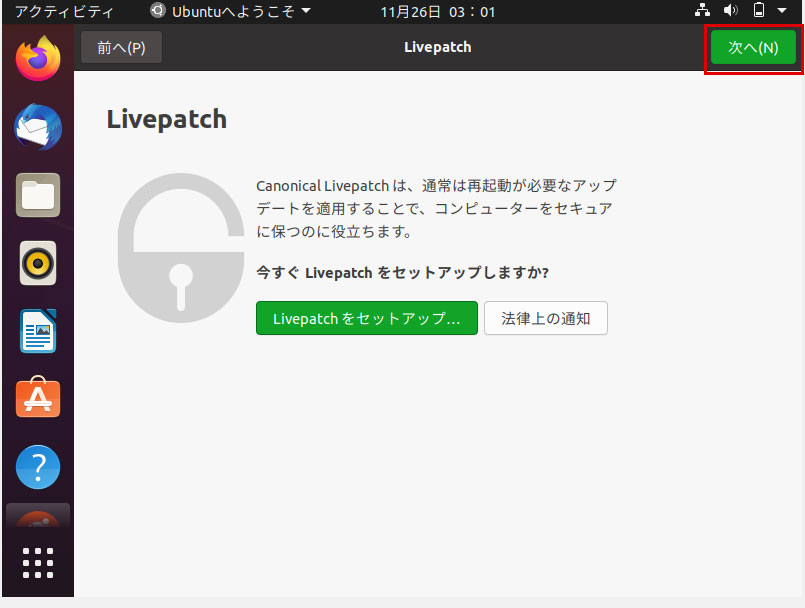 アクティビティ Ubuntuへようこそ 11月26日 03：01
前へ(P) Livepatch 次へ(N)
Livepatch
Canonical Livepatch は、通常は再起動が必要なアップ
デートを適用することで、コンピューターをセキュア
に保つのに役立ちます。
今すぐ Livepatch をセットアップしますか?
Livepatch をセットアップ… 法律上の通知